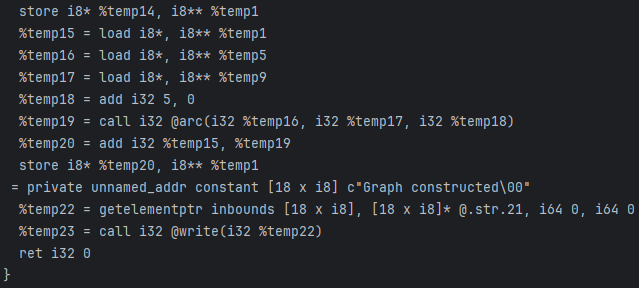 store i8* %temp14, i8** %temp1
%temp15 = load i8*, i8** %temp1
%temp16 = load i8*, i8** %temp5
%temp17 = load i8*, i8** %temp9
%temp18 = add i32 5, 0
%temp19 = call i32 @arc(i32 %temp16, i32 %temp17, i32 %temp18)
%temp20 = add i32 %temp15, %temp19
store i8* %temp20, i8** %temp1
= private unnamed_addr constant [18 x i8] c"Graph constructed\00"
%temp22 = getelementptr inbounds [18 x i8], [18 x i8]* @.str.21, i64 0, i64 0
%temp23 = call i32 @write(i32 %temp22)
ret i32 0
}